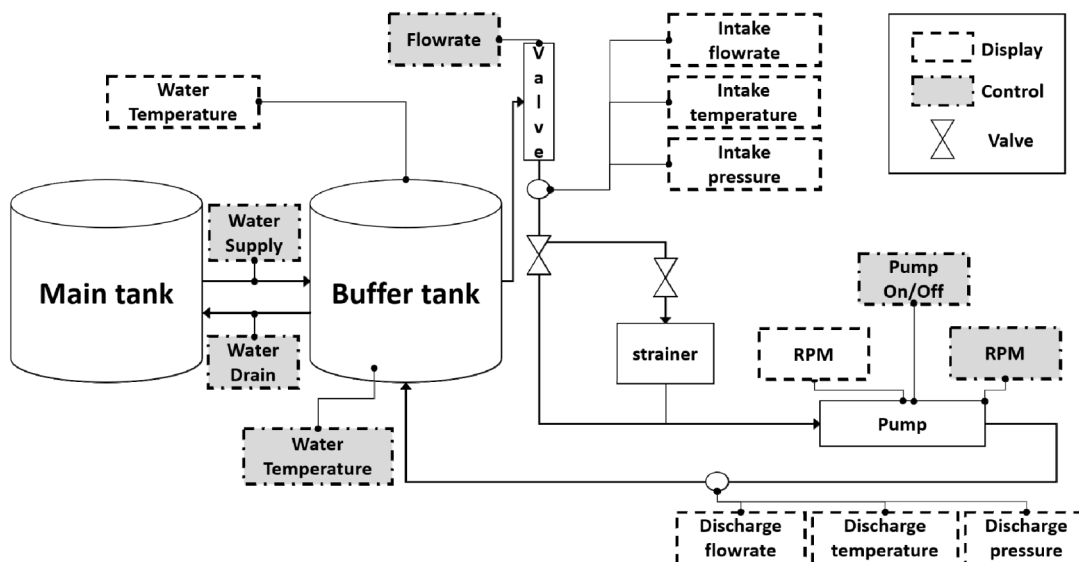 Flowrate
V
a
l
v
e
Intake
flowrate
Intake
temperature
Intake
pressure
Display
Control
Valve
Water
Temperature
Main tank
Water
Supply
Water
Drain
Buffer tank
Water
Temperature
strainer
Pump
On/Off
RPM
RPM
Pump
Discharge
flowrate
Discharge
temperature
Discharge
pressure